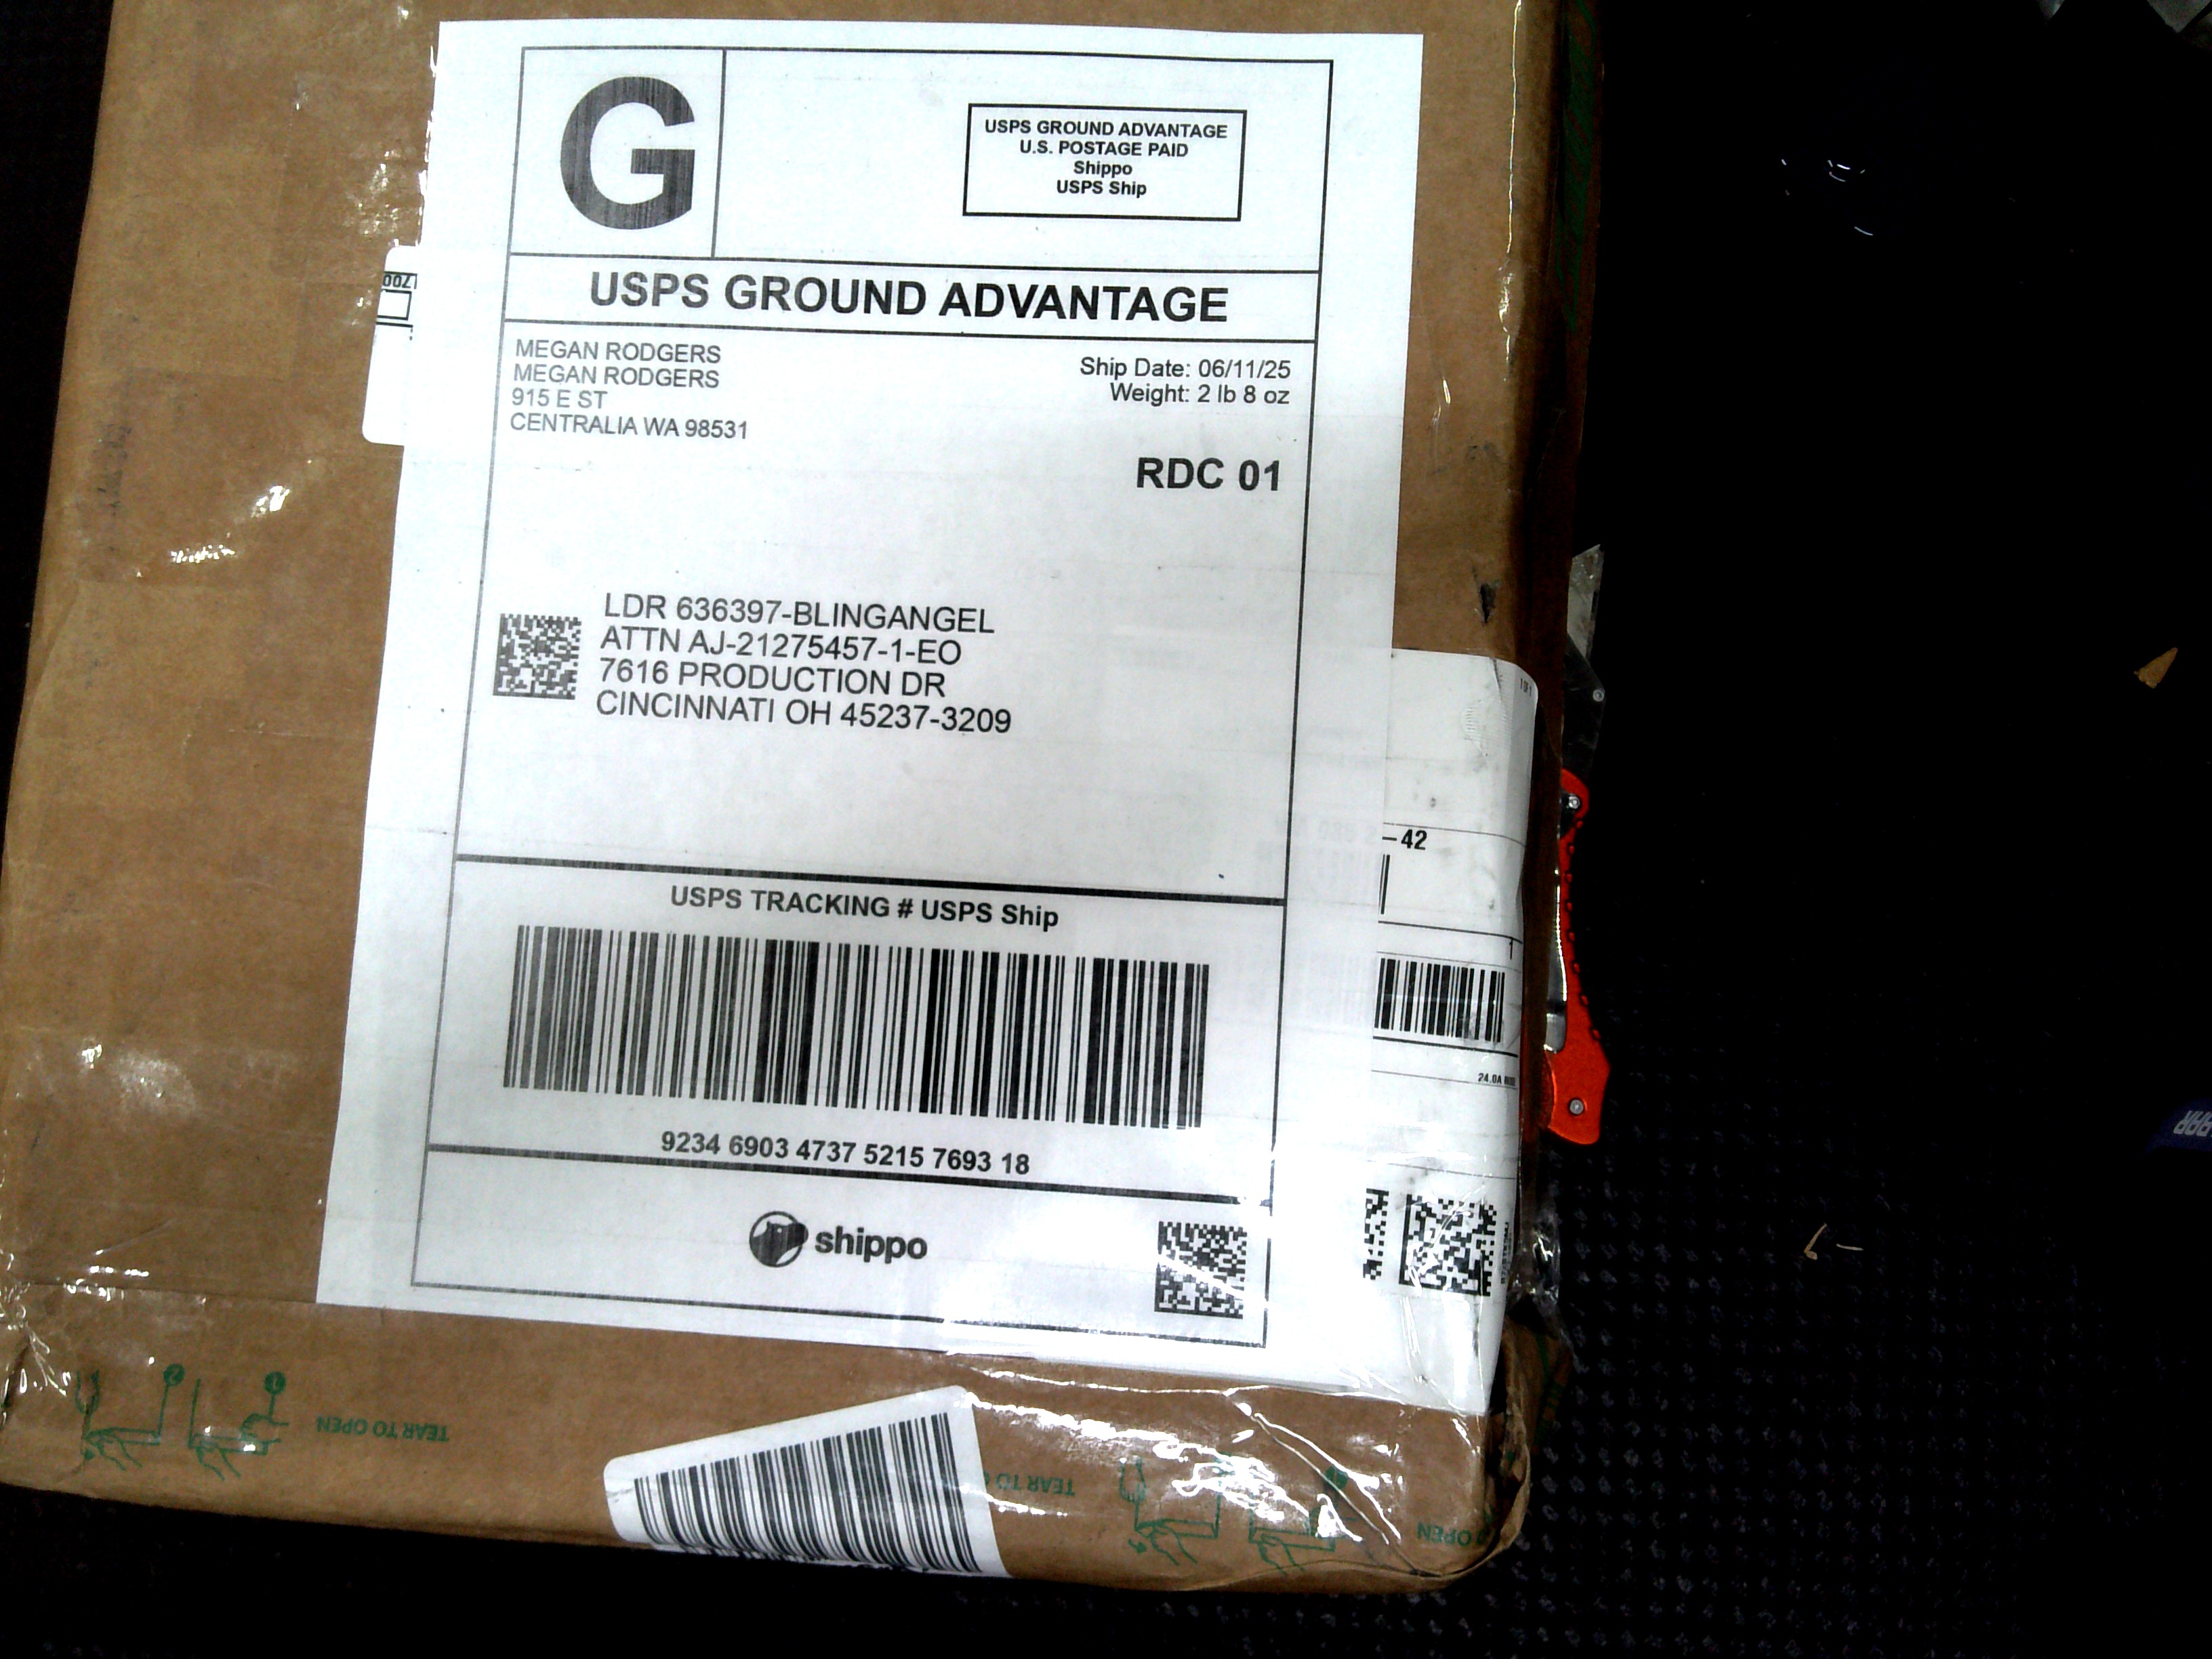 G
USPS GROUND ADVANTAGE
U.S. POSTAGE PAID
Shippo
USPS Ship
USPS GROUND ADVANTAGE
MEGAN RODGERS
MEGAN RODGERS
915 E ST
CENTRALIA WA 98531
Ship Date: 06/11/25
Weight: 2 lb 8 oz
RDC 01
LDR 636397-BLINGANGEL
ATTN AJ-21275457-1-EO
7616 PRODUCTION DR
CINCINNATI OH 45237-3209
–42
1
USPS TRACKING # USPS Ship
9234 6903 4737 5215 7693 18
shippo
TEAR TO OPEN
TEAR TO
OPEN